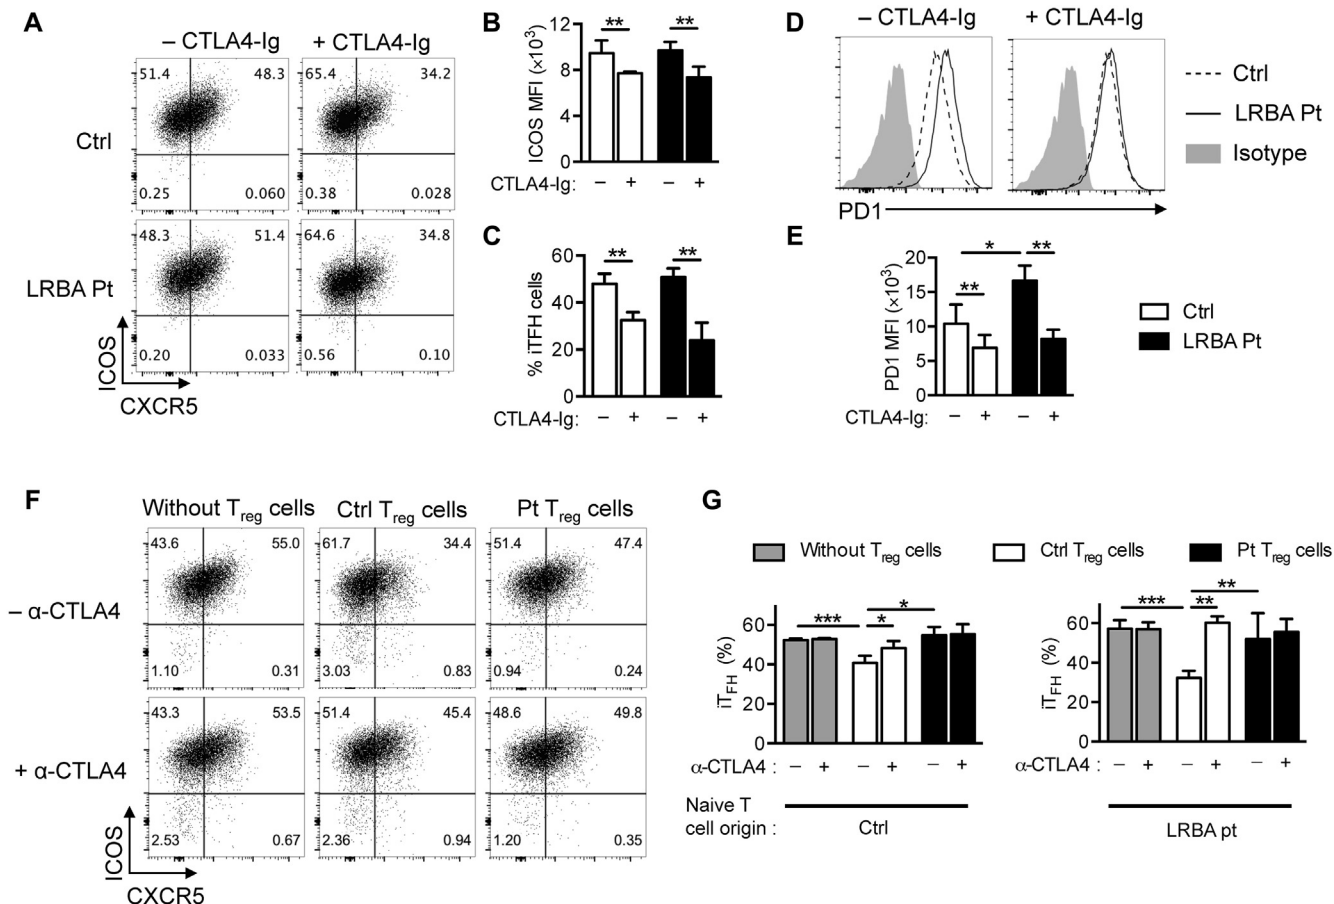 A
– CTLA4-Ig + CTLA4-Ig
Ctrl
51.4 48.3
0.25 0.060
65.4 34.2
0.38 0.028
LRBA Pt
48.3 51.4
0.20 0.033
64.6 34.8
0.56 0.10
ICOS
CXCR5
B
ICOS MFI (×10³)
12
8
4
0
** **
CTLA4-Ig: – + – +
C
% iTFH cells
60
40
20
0
** **
CTLA4-Ig: – + – +
D
– CTLA4-Ig + CTLA4-Ig
PD1
Ctrl
LRBA Pt
Isotype
E
PD1 MFI (×10³)
20
15
10
5
0
* **
**
CTLA4-Ig: – + – +
Ctrl
LRBA Pt
F
Without Treg cells Ctrl Treg cells Pt Treg cells
– α-CTLA4
43.6 55.0
1.10 0.31
61.7 34.4
3.03 0.83
51.4 47.4
0.94 0.24
+ α-CTLA4
43.3 53.5
2.53 0.67
51.4 45.4
2.36 0.94
48.6 49.8
1.20 0.35
ICOS
CXCR5
G
Without Treg cells Ctrl Treg cells Pt Treg cells
iTFH (%)
60
40
20
0
*
*** *
α-CTLA4 : – + – + – +
Naive T
cell origin :
Ctrl
iTFH (%)
60
40
20
0
**
*** **
α-CTLA4 : – + – + – +
LRBA pt